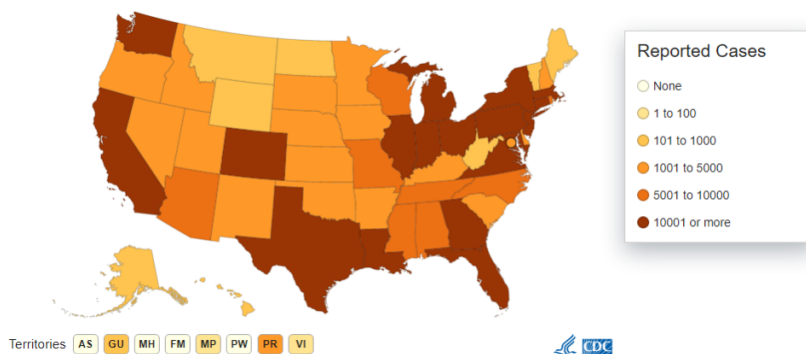 Reported Cases
None
1 to 100
101 to 1000
1001 to 5000
5001 to 10000
10001 or more
Territories AS GU MH FM MP PW PR VI
CDC